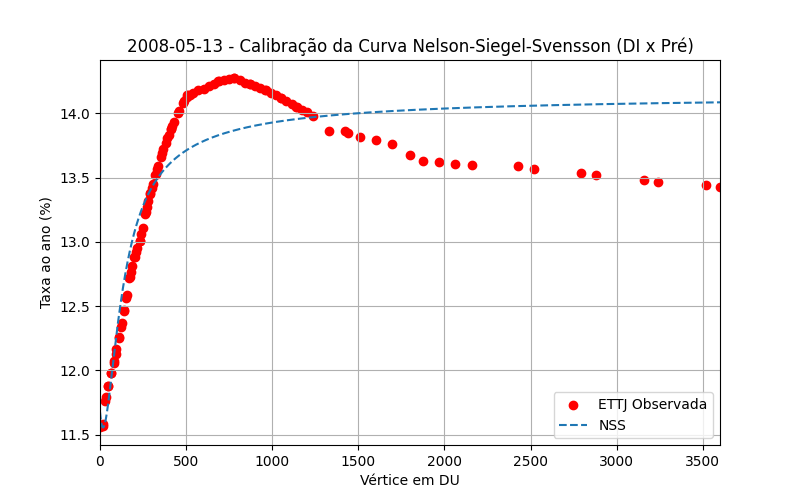 2008-05-13 - Calibração da Curva Nelson-Siegel-Svensson (DI x Pré)
Taxa ao ano (%)
14.0
13.5
13.0
12.5
12.0
11.5
0 500 1000 1500 2000 2500 3000 3500
Vértice em DU
ETTJ Observada
NSS